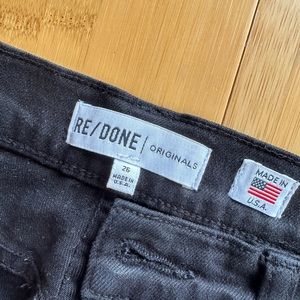 RE/DONE | ORIGINALS
26
MADE IN
U.S.A.
MADE IN
U.S.A.